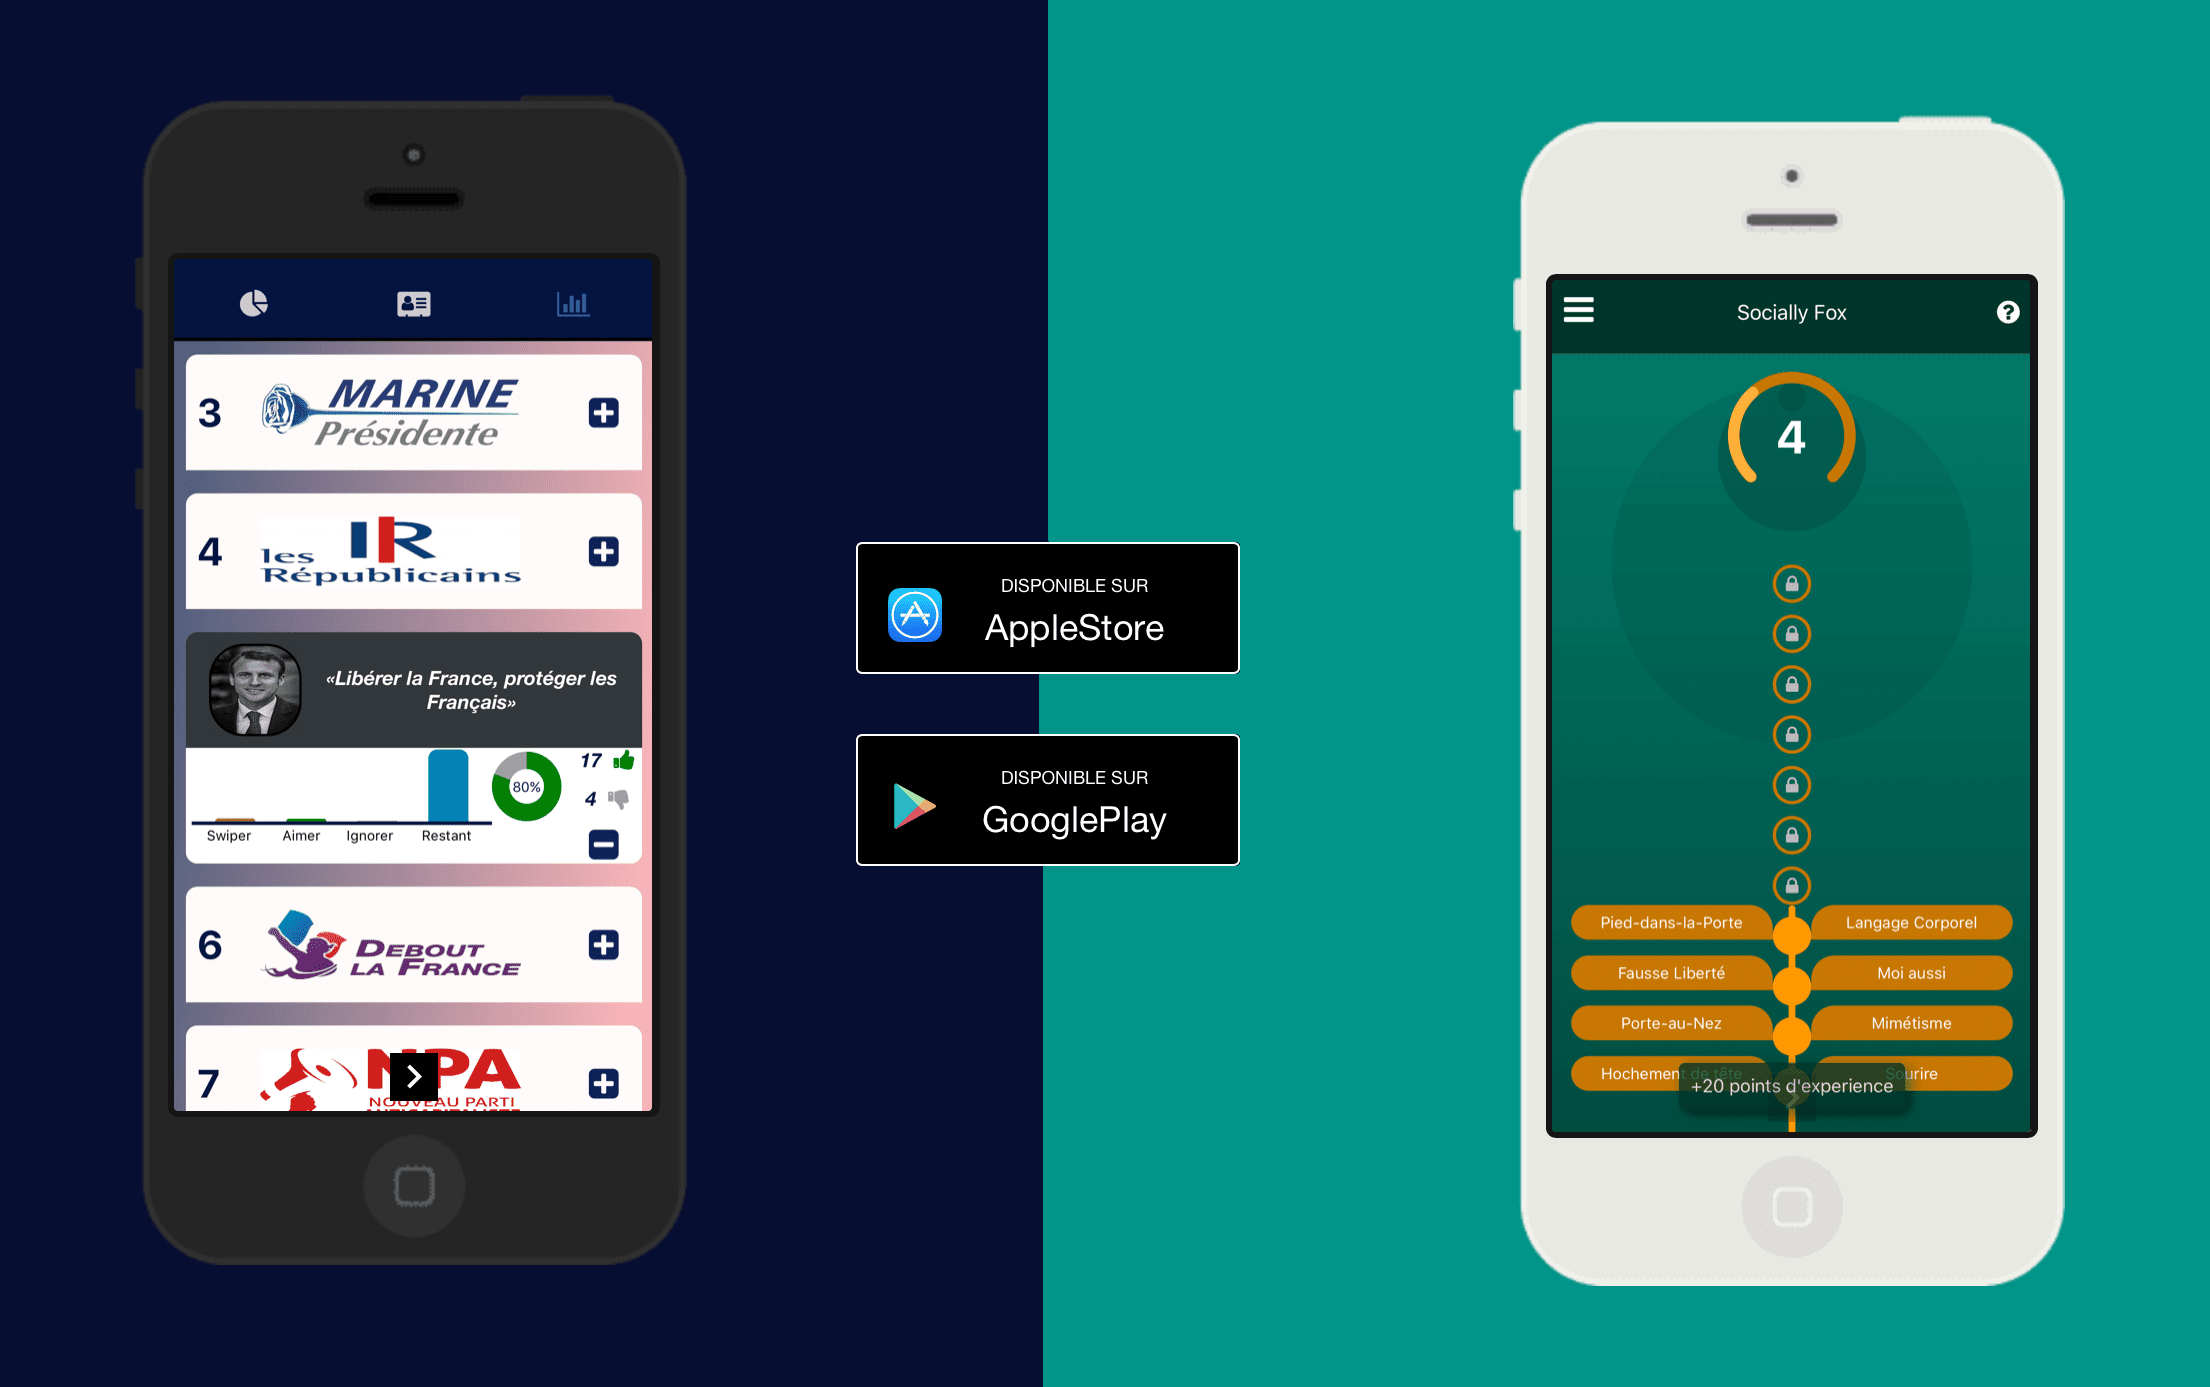 3
MARINE
Présidente
4
les
LR
Républicains
«Libérer la France, protéger les
Français»
80%
17
4
Swiper
Aimer
Ignorer
Restant
6
DEBOUT
LA FRANCE
7
NPA
NOUVEAU PARTI
ANTICAPITALISTE
DISPONIBLE SUR
AppleStore
DISPONIBLE SUR
GooglePlay
Socially Fox
?
4
Pied-dans-la-Porte
Langage Corporel
Fausse Liberté
Moi aussi
Porte-au-Nez
Mimétisme
Hochement de tête
Sourire
+20 points d'experience